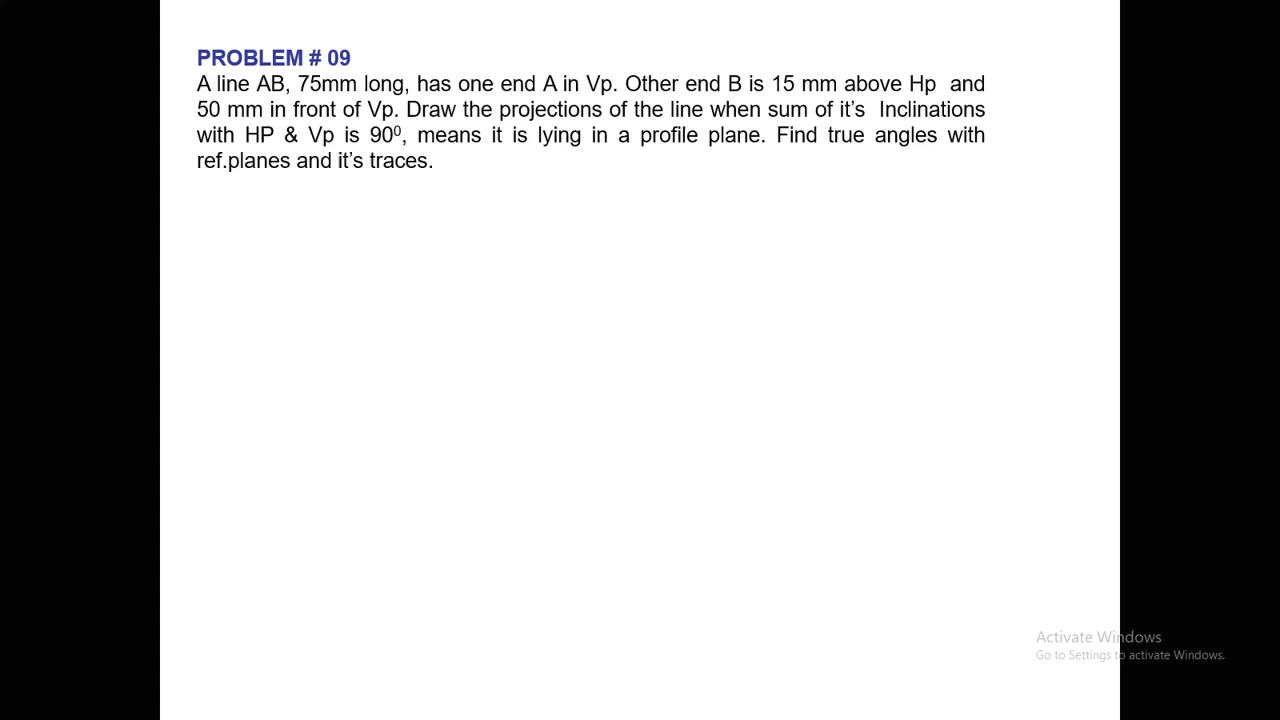 PROBLEM # 09
A line AB, 75mm long, has one end A in Vp. Other end B is 15 mm above Hp and
50 mm in front of Vp. Draw the projections of the line when sum of it’s Inclinations
with HP & Vp is 90⁰, means it is lying in a profile plane. Find true angles with
ref.planes and it’s traces.
Activate Windows
Go to Settings to activate Windows.